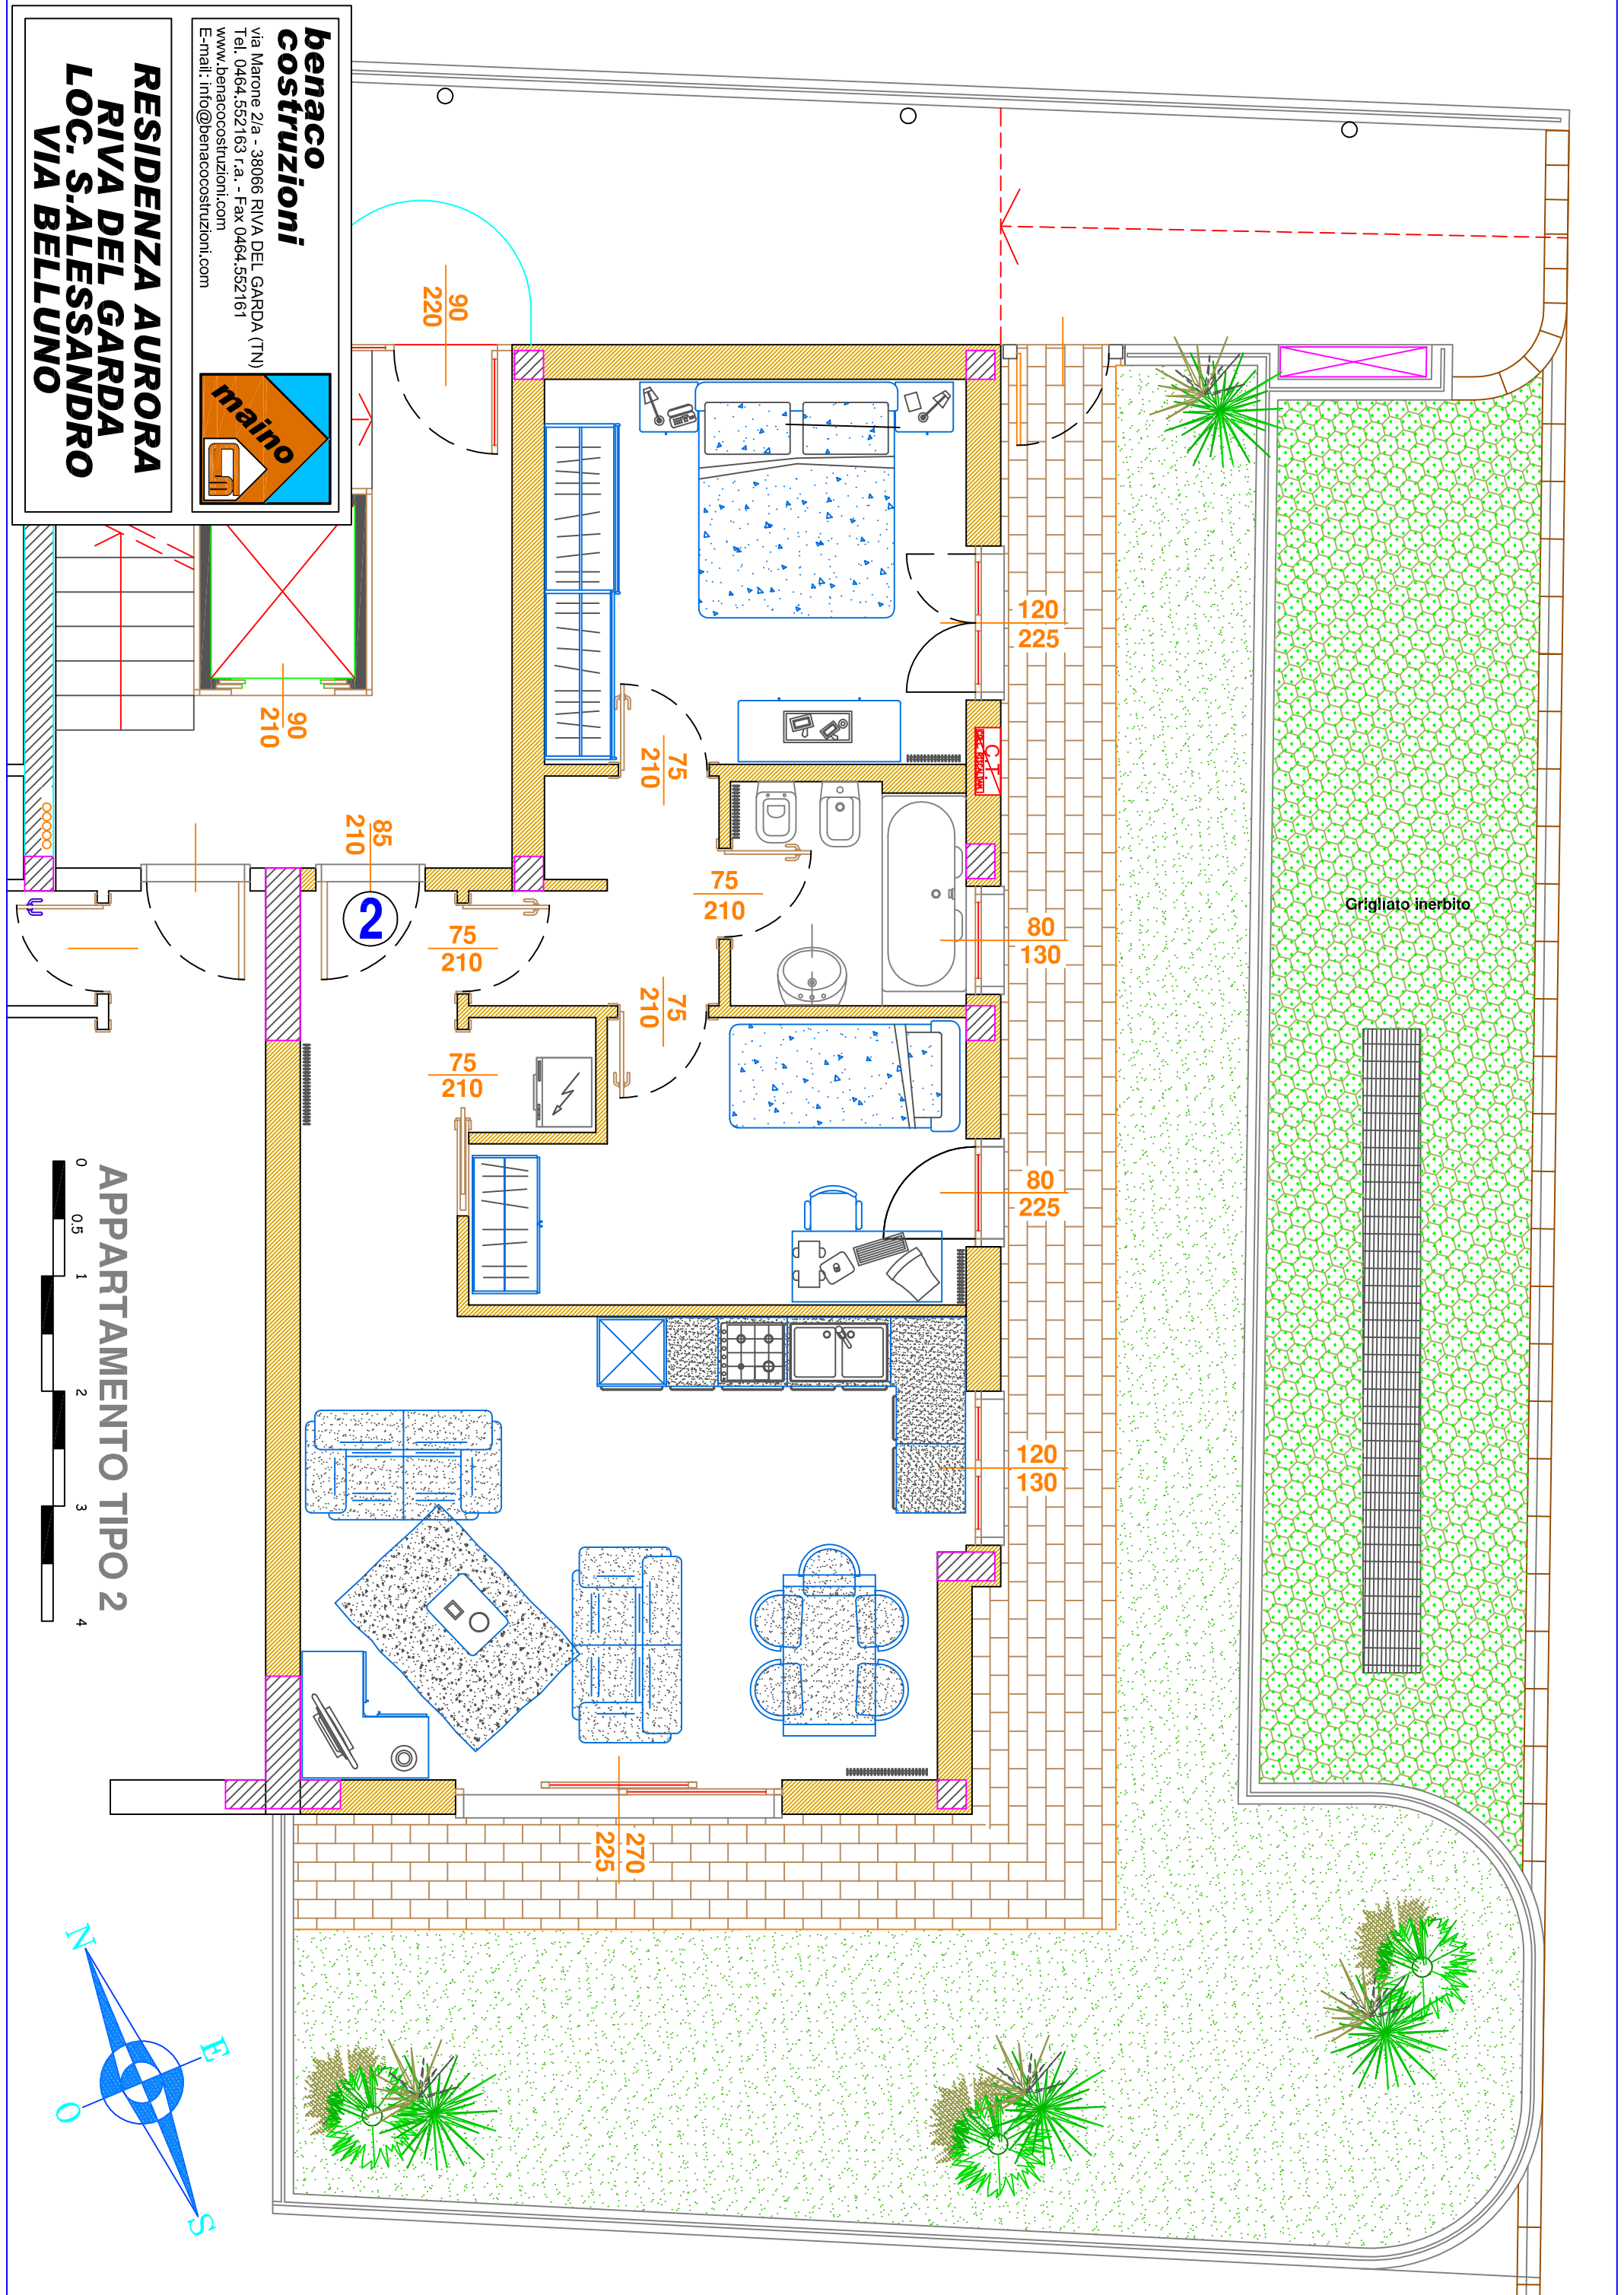 benaco
costruzioni
via Marone 2/a - 38066 RIVA DEL GARDA (TN)
Tel. 0464.552163 r.a. - Fax 0464.552161
www.benacocostruzioni.com
E-mail: info@benacocostruzioni.com
maino
RESIDENZA AURORA
RIVA DEL GARDA
LOC. S.ALESSANDRO
VIA BELLUNO
90
220
120
225
90
210
75
210
C.T.
85
210
2
75
210
75
210
80
130
Grigliato inerbito
75
210
75
210
80
225
120
130
270
225
APPARTAMENTO TIPO 2
0 0.5 1 2 3 4
N
E
O
S